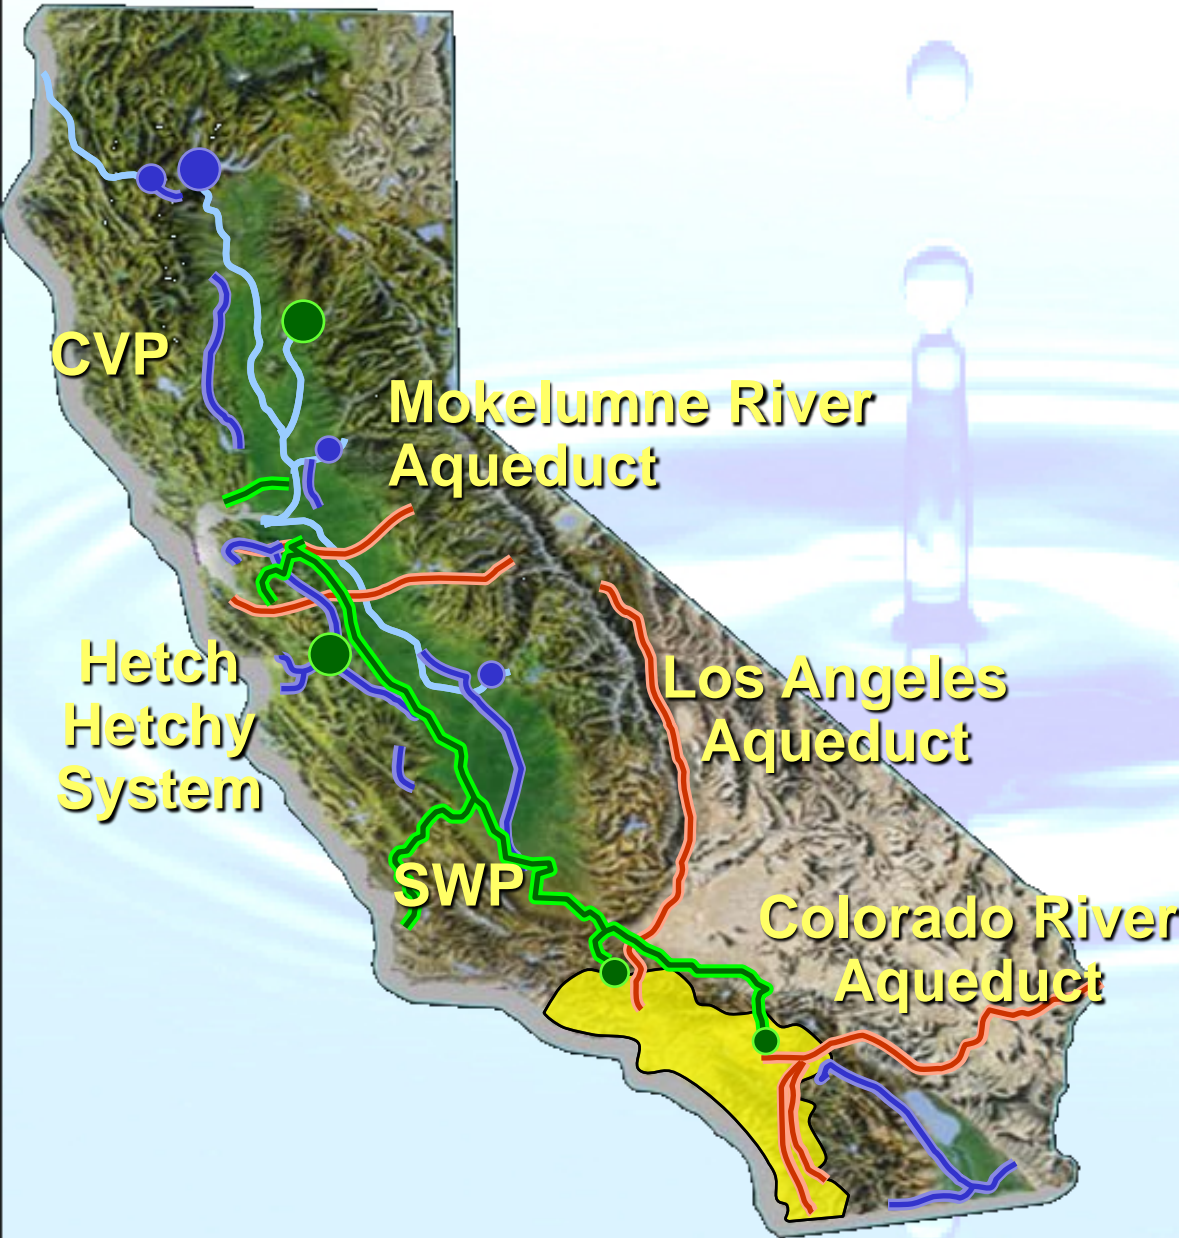 CVP
Mokelumne River
Aqueduct
Hetch
Hetchy
System
Los Angeles
Aqueduct
SWP
Colorado River
Aqueduct